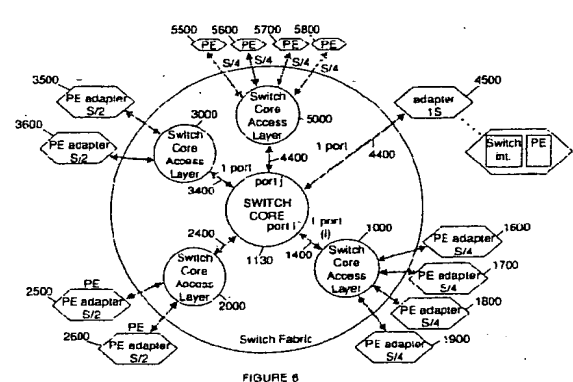 5500 5600 5700 5800
PE PE PE PE
S/4 S/4 S/4 S/4
3500
PE adapter
S/2
3600
PE adapter
S/2
3000
Switch
Core
Access
Layer
1 port
3400
Switch
Core
Access
Layer
5000
4400
1 port
4400
4500
adapter
1S
Switch
int.
PE
port j
SWITCH
CORE
port i
1130
1 port
(i)
1400
2400
Switch
Core
Access
Layer
2000
1000
Switch
Core
Access
Layer
1600
PE adapter
S/4
1700
PE adapter
S/4
1800
PE adapter
S/4
1900
PE adapter
S/4
PE
2500
PE adapter
S/2
PE
2600
PE adapter
S/2
Switch Fabric
FIGURE 6